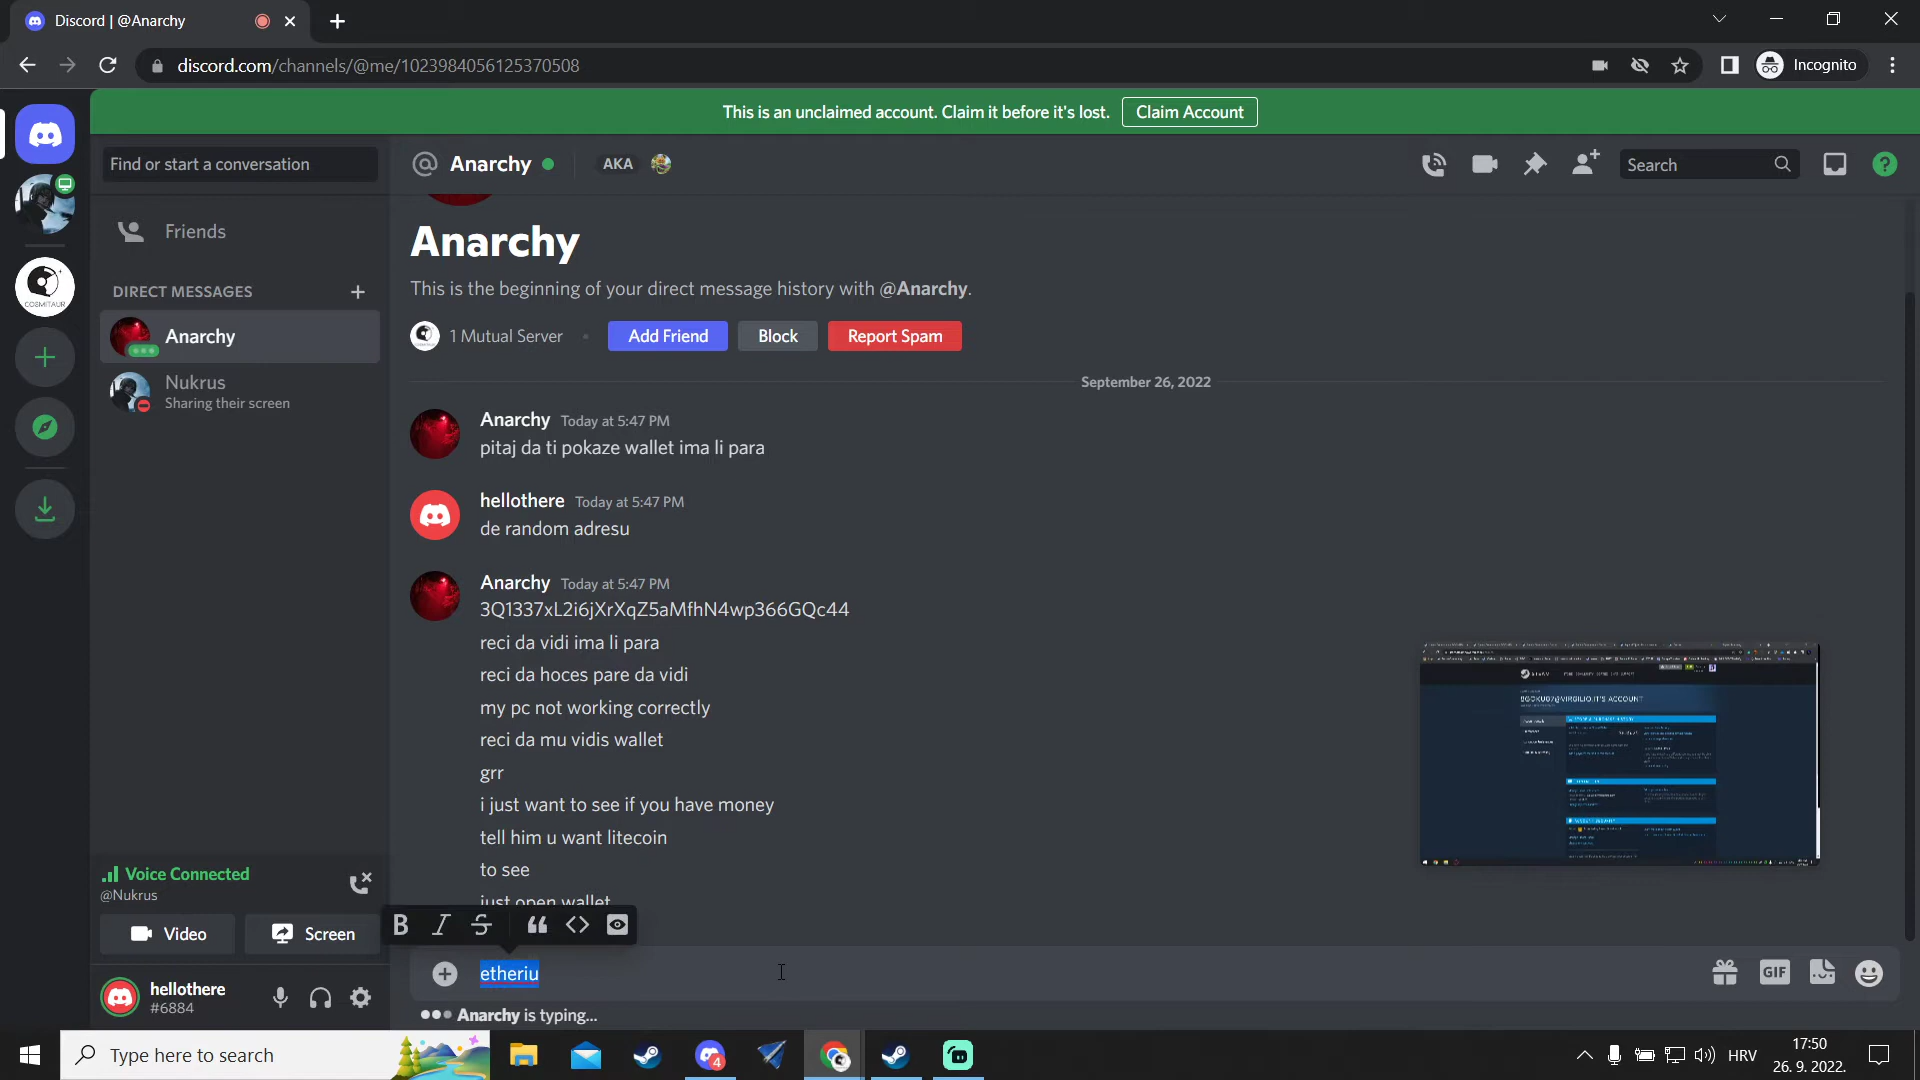 Discord | @Anarchy
discord.com/channels/@me/1023984056125370508
Incognito
This is an unclaimed account. Claim it before it's lost.
Claim Account
Find or start a conversation
Anarchy
AKA
Search
COSMITAUR
Friends
DIRECT MESSAGES
Anarchy
Nukrus
Sharing their screen
Anarchy
This is the beginning of your direct message history with @Anarchy.
1 Mutual Server
Add Friend
Block
Report Spam
September 26, 2022
Anarchy Today at 5:47 PM
pitaj da ti pokaze wallet ima li para
hellothere Today at 5:47 PM
de random adresu
Anarchy Today at 5:47 PM
3Q1337xL2i6jXrXqZ5aMfhN4wp366GQc44
reci da vidi ima li para
reci da hoces pare da vidi
my pc not working correctly
reci da mu vidis wallet
grr
i just want to see if you have money
tell him u want litecoin
to see
just open wallet
STEAM
Voice Connected
@Nukrus
Video
Screen
B I S
etheriu
GIF
hellothere
#6884
Anarchy is typing...
Type here to search
4
HRV
17:50
26. 9. 2022.